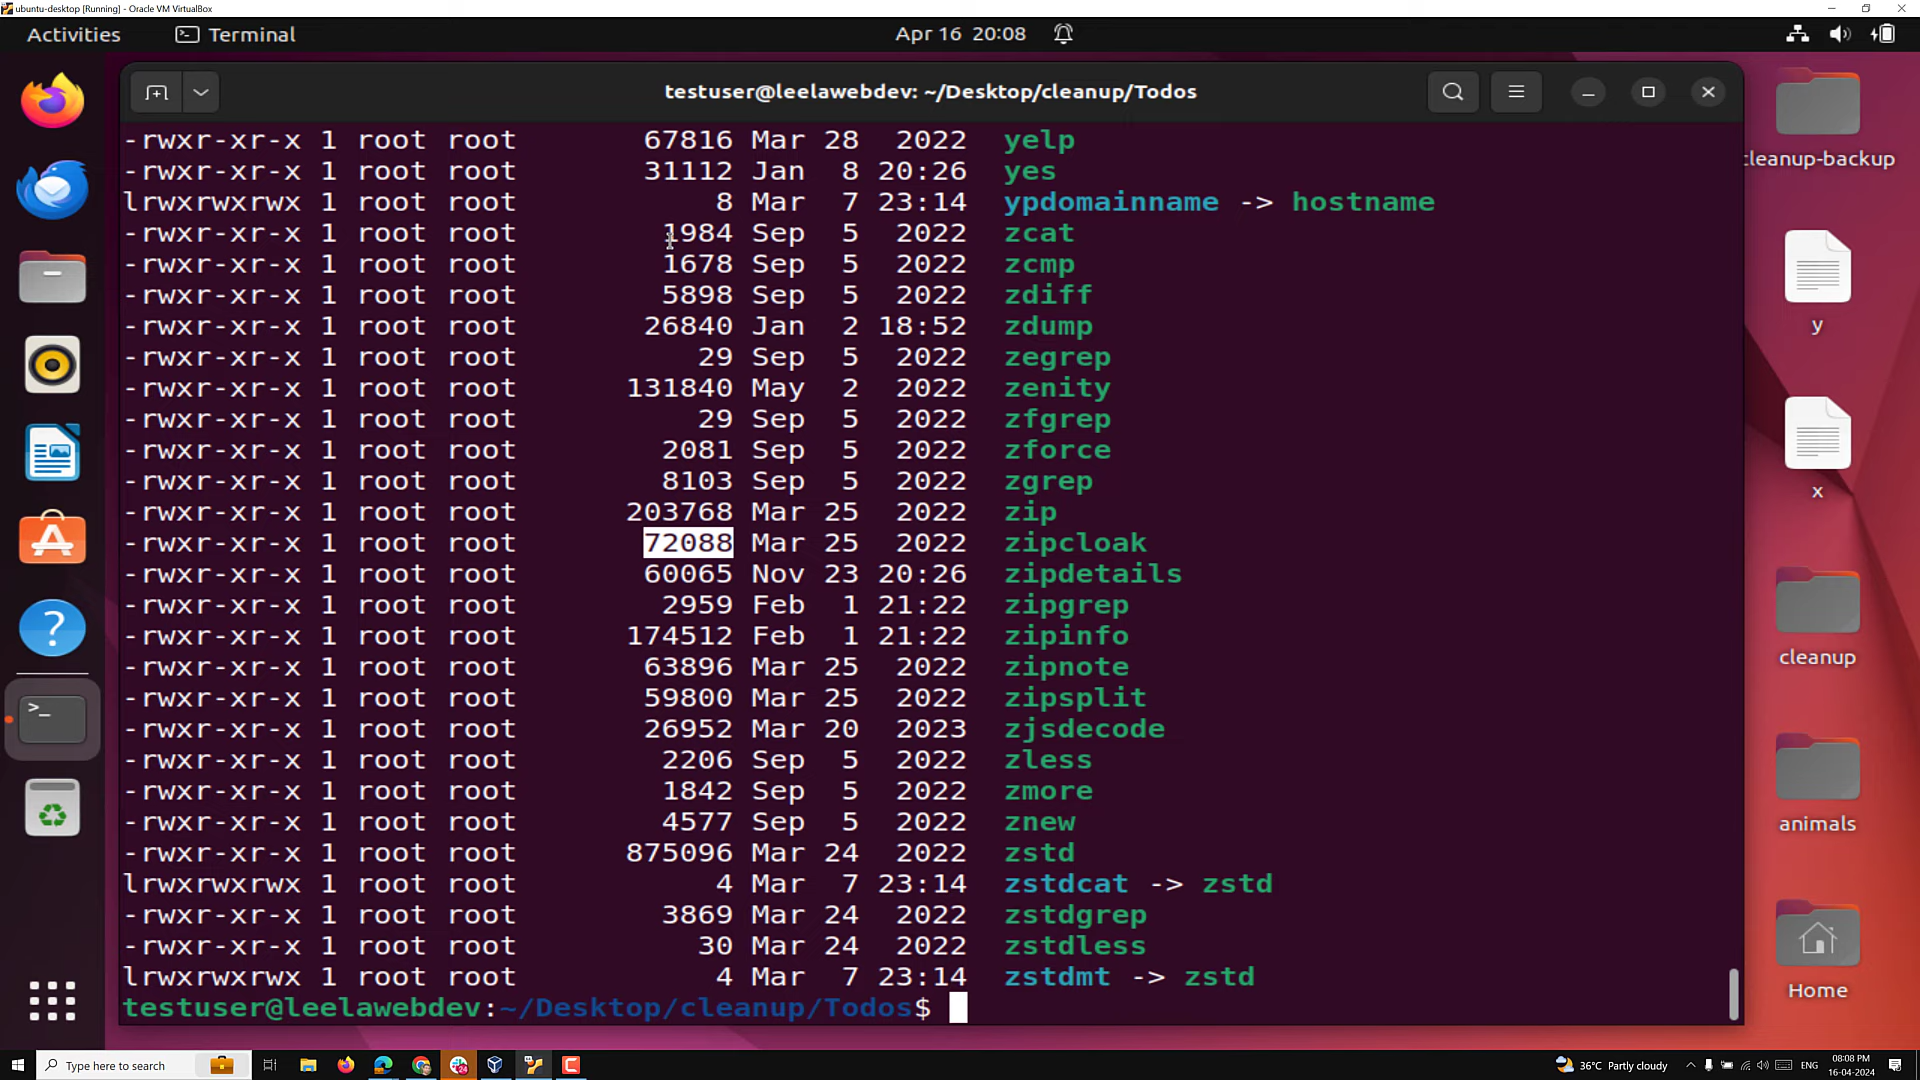 ubuntu-desktop [Running] - Oracle VM VirtualBox
Activities Terminal Apr 16 20:08
testuser@leelawebdev: ~/Desktop/cleanup/Todos
-rwxr-xr-x 1 root root 67816 Mar 28 2022 yelp
-rwxr-xr-x 1 root root 31112 Jan 8 20:26 yes
lrwxrwxrwx 1 root root 8 Mar 7 23:14 ypdomainname -> hostname
-rwxr-xr-x 1 root root 1984 Sep 5 2022 zcat
-rwxr-xr-x 1 root root 1678 Sep 5 2022 zcmp
-rwxr-xr-x 1 root root 5898 Sep 5 2022 zdiff
-rwxr-xr-x 1 root root 26840 Jan 2 18:52 zdump
-rwxr-xr-x 1 root root 29 Sep 5 2022 zegrep
-rwxr-xr-x 1 root root 131840 May 2 2022 zenity
-rwxr-xr-x 1 root root 29 Sep 5 2022 zfgrep
-rwxr-xr-x 1 root root 2081 Sep 5 2022 zforce
-rwxr-xr-x 1 root root 8103 Sep 5 2022 zgrep
-rwxr-xr-x 1 root root 203768 Mar 25 2022 zip
-rwxr-xr-x 1 root root 72088 Mar 25 2022 zipcloak
-rwxr-xr-x 1 root root 60065 Nov 23 20:26 zipdetails
-rwxr-xr-x 1 root root 2959 Feb 1 21:22 zipgrep
-rwxr-xr-x 1 root root 174512 Feb 1 21:22 zipinfo
-rwxr-xr-x 1 root root 63896 Mar 25 2022 zipnote
-rwxr-xr-x 1 root root 59800 Mar 25 2022 zipsplit
-rwxr-xr-x 1 root root 26952 Mar 20 2023 zjsdecode
-rwxr-xr-x 1 root root 2206 Sep 5 2022 zless
-rwxr-xr-x 1 root root 1842 Sep 5 2022 zmore
-rwxr-xr-x 1 root root 4577 Sep 5 2022 znew
-rwxr-xr-x 1 root root 875096 Mar 24 2022 zstd
lrwxrwxrwx 1 root root 4 Mar 7 23:14 zstdcat -> zstd
-rwxr-xr-x 1 root root 3869 Mar 24 2022 zstdgrep
-rwxr-xr-x 1 root root 30 Mar 24 2022 zstdless
lrwxrwxrwx 1 root root 4 Mar 7 23:14 zstdmt -> zstd
testuser@leelawebdev:~/Desktop/cleanup/Todos$
cleanup-backup
y
x
cleanup
animals
Home
Type here to search
36°C Partly cloudy
ENG
08:08 PM
16-04-2024